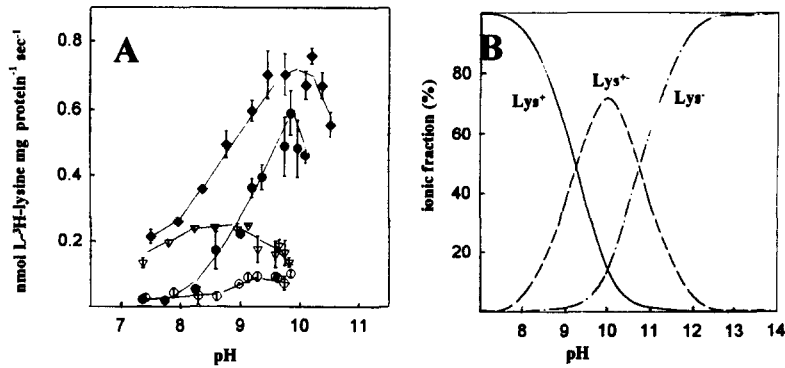 A
nmol L-³H-lysine mg protein⁻¹ sec⁻¹
0.8
0.6
0.4
0.2
7
8
9
10
11
pH
B
ionic fraction (%)
80
60
40
20
Lys⁺
Lys⁺⁻
Lys⁻
8
9
10
11
12
13
14
pH